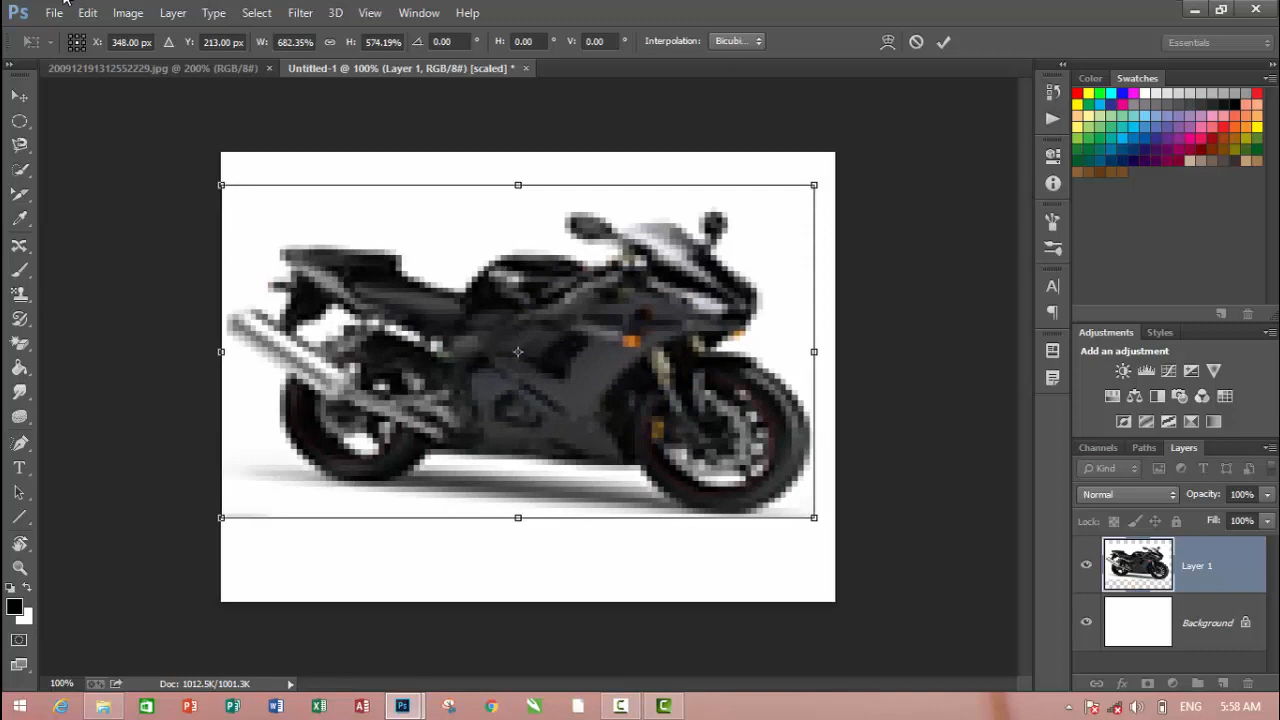 Ps File Edit Image Layer Type Select Filter 3D View Window Help
X: 348.00 px Y: 213.00 px W: 682.35% H: 574.19% 0.00 ° H: 0.00 ° V: 0.00 ° Interpolation: Bicubi... Essentials
200912191312552229.jpg @ 200% (RGB/8#) × Untitled-1 @ 100% (Layer 1, RGB/8#) [scaled] * ×
Color Swatches
Adjustments Styles
Add an adjustment
Channels Paths Layers
Kind
Normal Opacity: 100%
Lock: Fill: 100%
Layer 1
Background
100% Doc: 1012.5K/1001.3K
ENG 5:58 AM